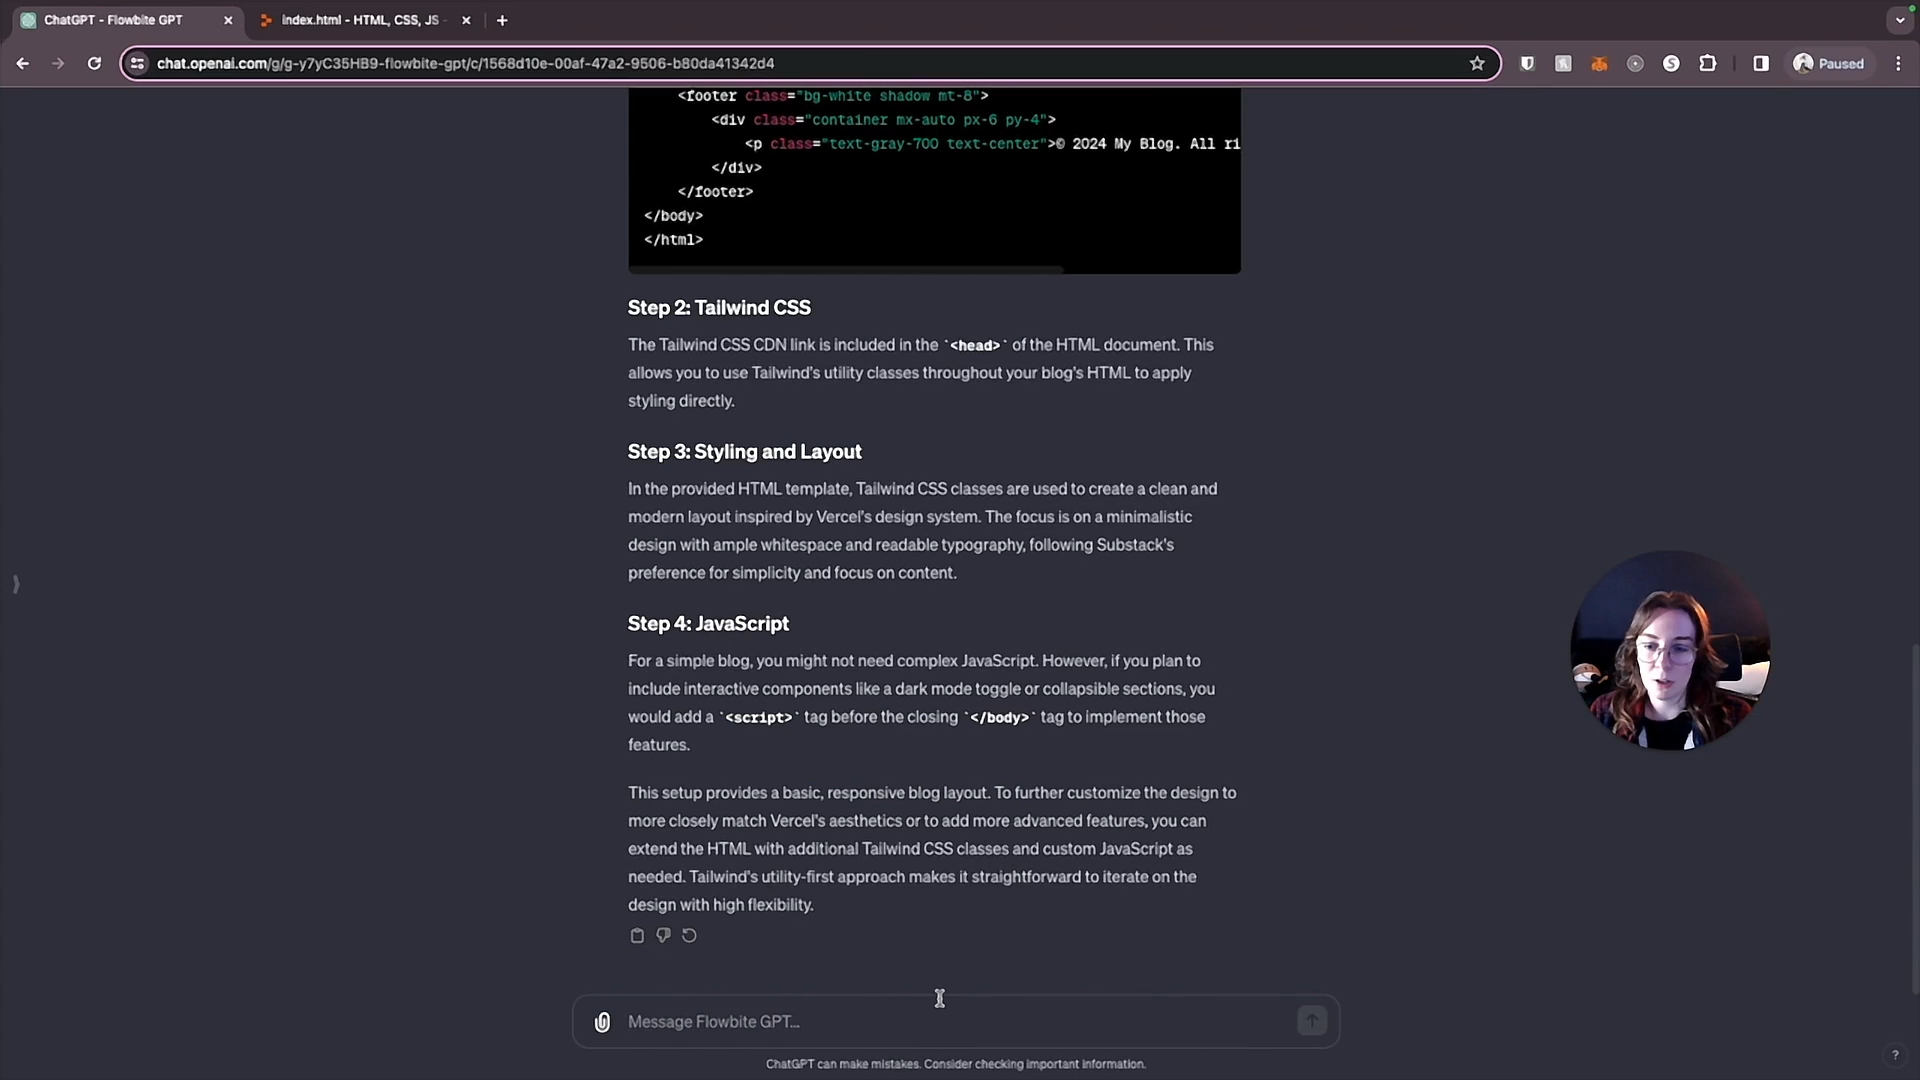 ChatGPT - Flowbite GPT
index.html - HTML, CSS, JS
chat.openai.com/g/g-y7yC35HB9-flowbite-gpt/c/1568d10e-00af-47a2-9506-b80da41342d4
Paused
<footer class="bg-white shadow mt-8">
<div class="container mx-auto px-6 py-4">
<p class="text-gray-700 text-center">© 2024 My Blog. All ri
</div>
</footer>
</body>
</html>
Step 2: Tailwind CSS
The Tailwind CSS CDN link is included in the `<head>` of the HTML document. This
allows you to use Tailwind's utility classes throughout your blog's HTML to apply
styling directly.
Step 3: Styling and Layout
In the provided HTML template, Tailwind CSS classes are used to create a clean and
modern layout inspired by Vercel's design system. The focus is on a minimalistic
design with ample whitespace and readable typography, following Substack's
preference for simplicity and focus on content.
Step 4: JavaScript
For a simple blog, you might not need complex JavaScript. However, if you plan to
include interactive components like a dark mode toggle or collapsible sections, you
would add a `<script>` tag before the closing `</body>` tag to implement those
features.
This setup provides a basic, responsive blog layout. To further customize the design to
more closely match Vercel's aesthetics or to add more advanced features, you can
extend the HTML with additional Tailwind CSS classes and custom JavaScript as
needed. Tailwind's utility-first approach makes it straightforward to iterate on the
design with high flexibility.
Message Flowbite GPT...
ChatGPT can make mistakes. Consider checking important information.
?